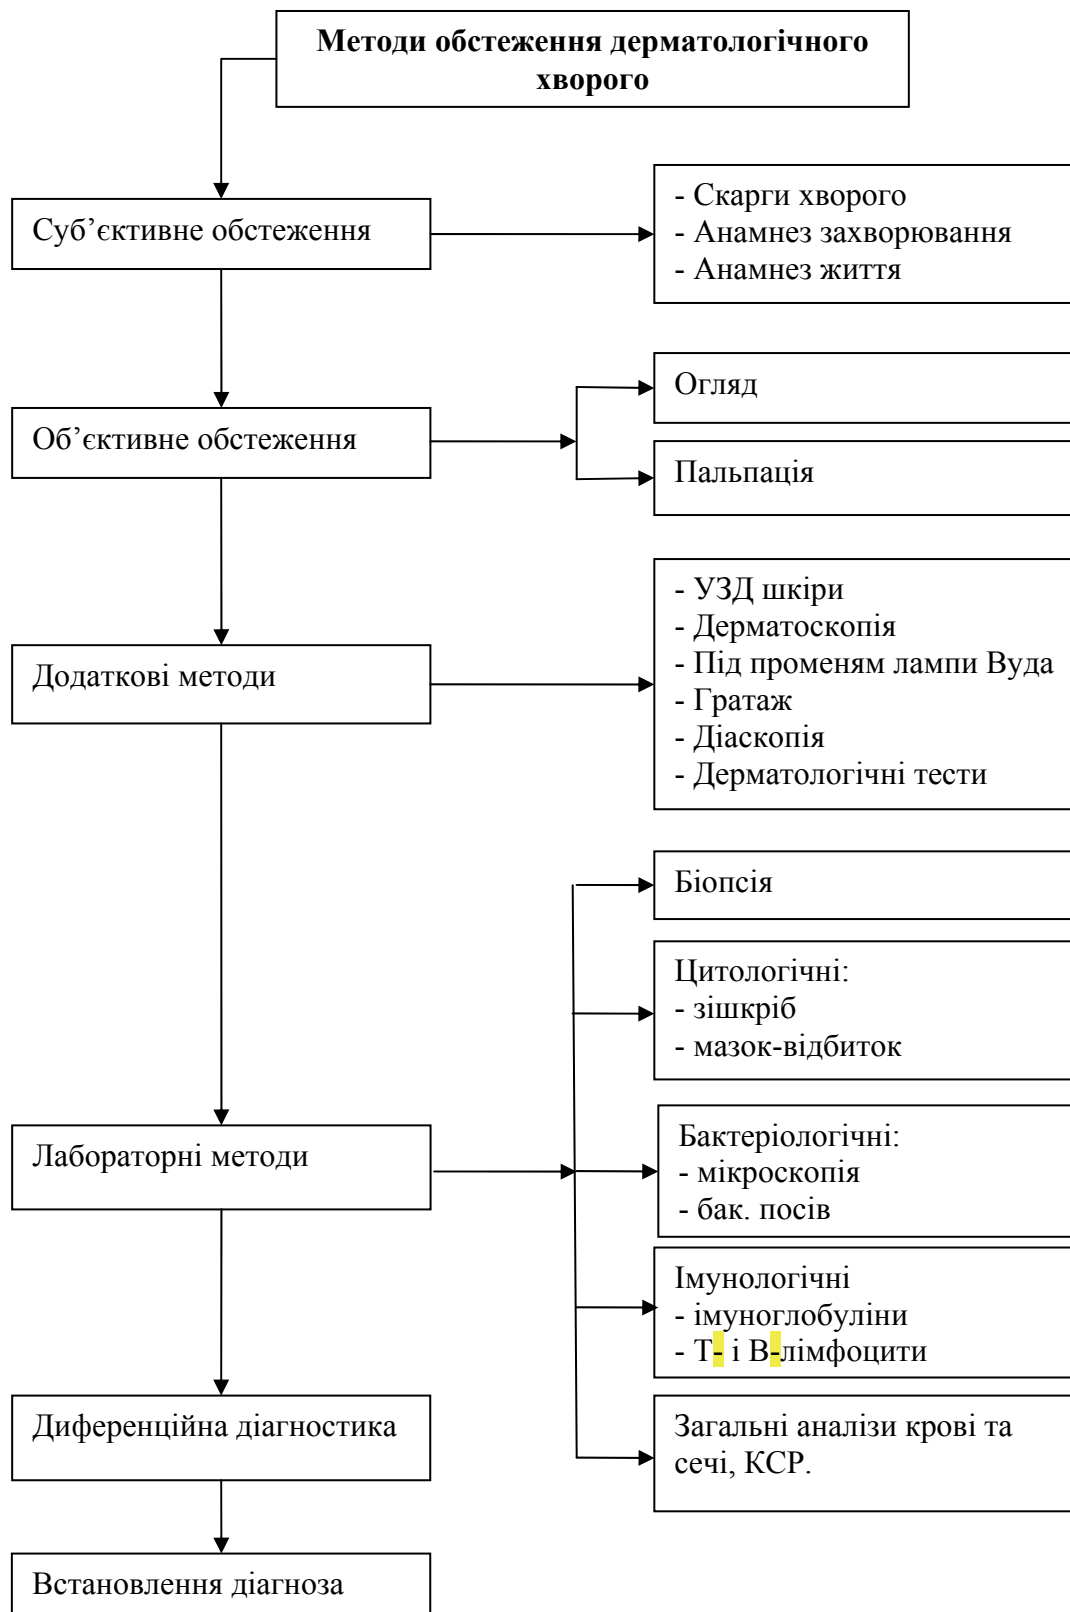 Методи обстеження дерматологічного
хворого
Суб’єктивне обстеження
- Скарги хворого
- Анамнез захворювання
- Анамнез життя
Об’єктивне обстеження
Огляд
Пальпація
Додаткові методи
- УЗД шкіри
- Дерматоскопія
- Під променям лампи Вуда
- Гратаж
- Діаскопія
- Дерматологічні тести
Лабораторні методи
Біопсія
Цитологічні:
- зішкріб
- мазок-відбиток
Бактеріологічні:
- мікроскопія
- бак. посів
Імунологічні
- імуноглобуліни
- Т- і В-лімфоцити
Загальні аналізи крові та
сечі, КСР.
Диференційна діагностика
Встановлення діагноза